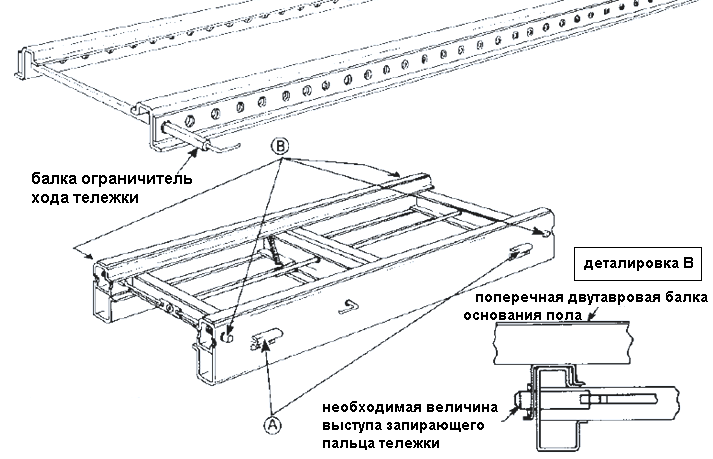 B
балка ограничитель
хода тележки
деталировка В
поперечная двутавровая балка
основания пола
необходимая величина
выступа запирающего
пальца тележки
A